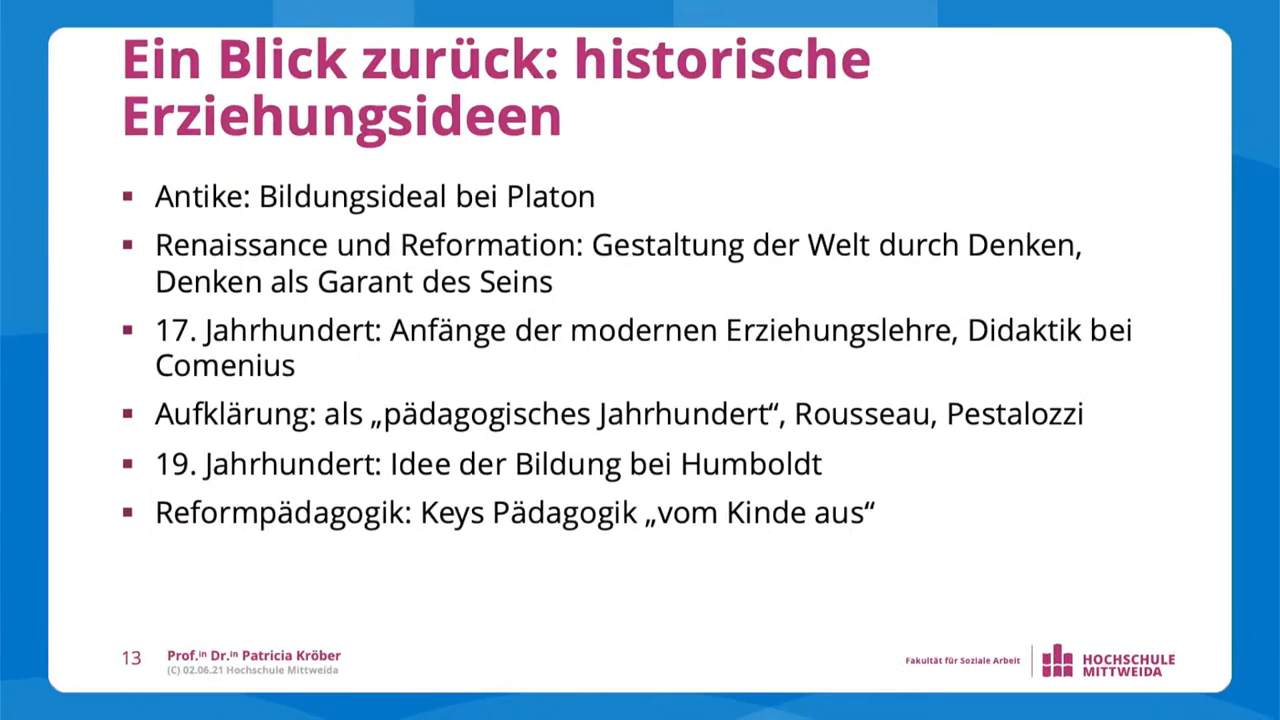 Ein Blick zurück: historische
Erziehungsideen
▪ Antike: Bildungsideal bei Platon
▪ Renaissance und Reformation: Gestaltung der Welt durch Denken,
Denken als Garant des Seins
▪ 17. Jahrhundert: Anfänge der modernen Erziehungslehre, Didaktik bei
Comenius
▪ Aufklärung: als „pädagogisches Jahrhundert“, Rousseau, Pestalozzi
▪ 19. Jahrhundert: Idee der Bildung bei Humboldt
▪ Reformpädagogik: Keys Pädagogik „vom Kinde aus“
13
Prof.in Dr.in Patricia Kröber
(C) 02.06.21 Hochschule Mittweida
Fakultät für Soziale Arbeit
HOCHSCHULE
MITTWEIDA